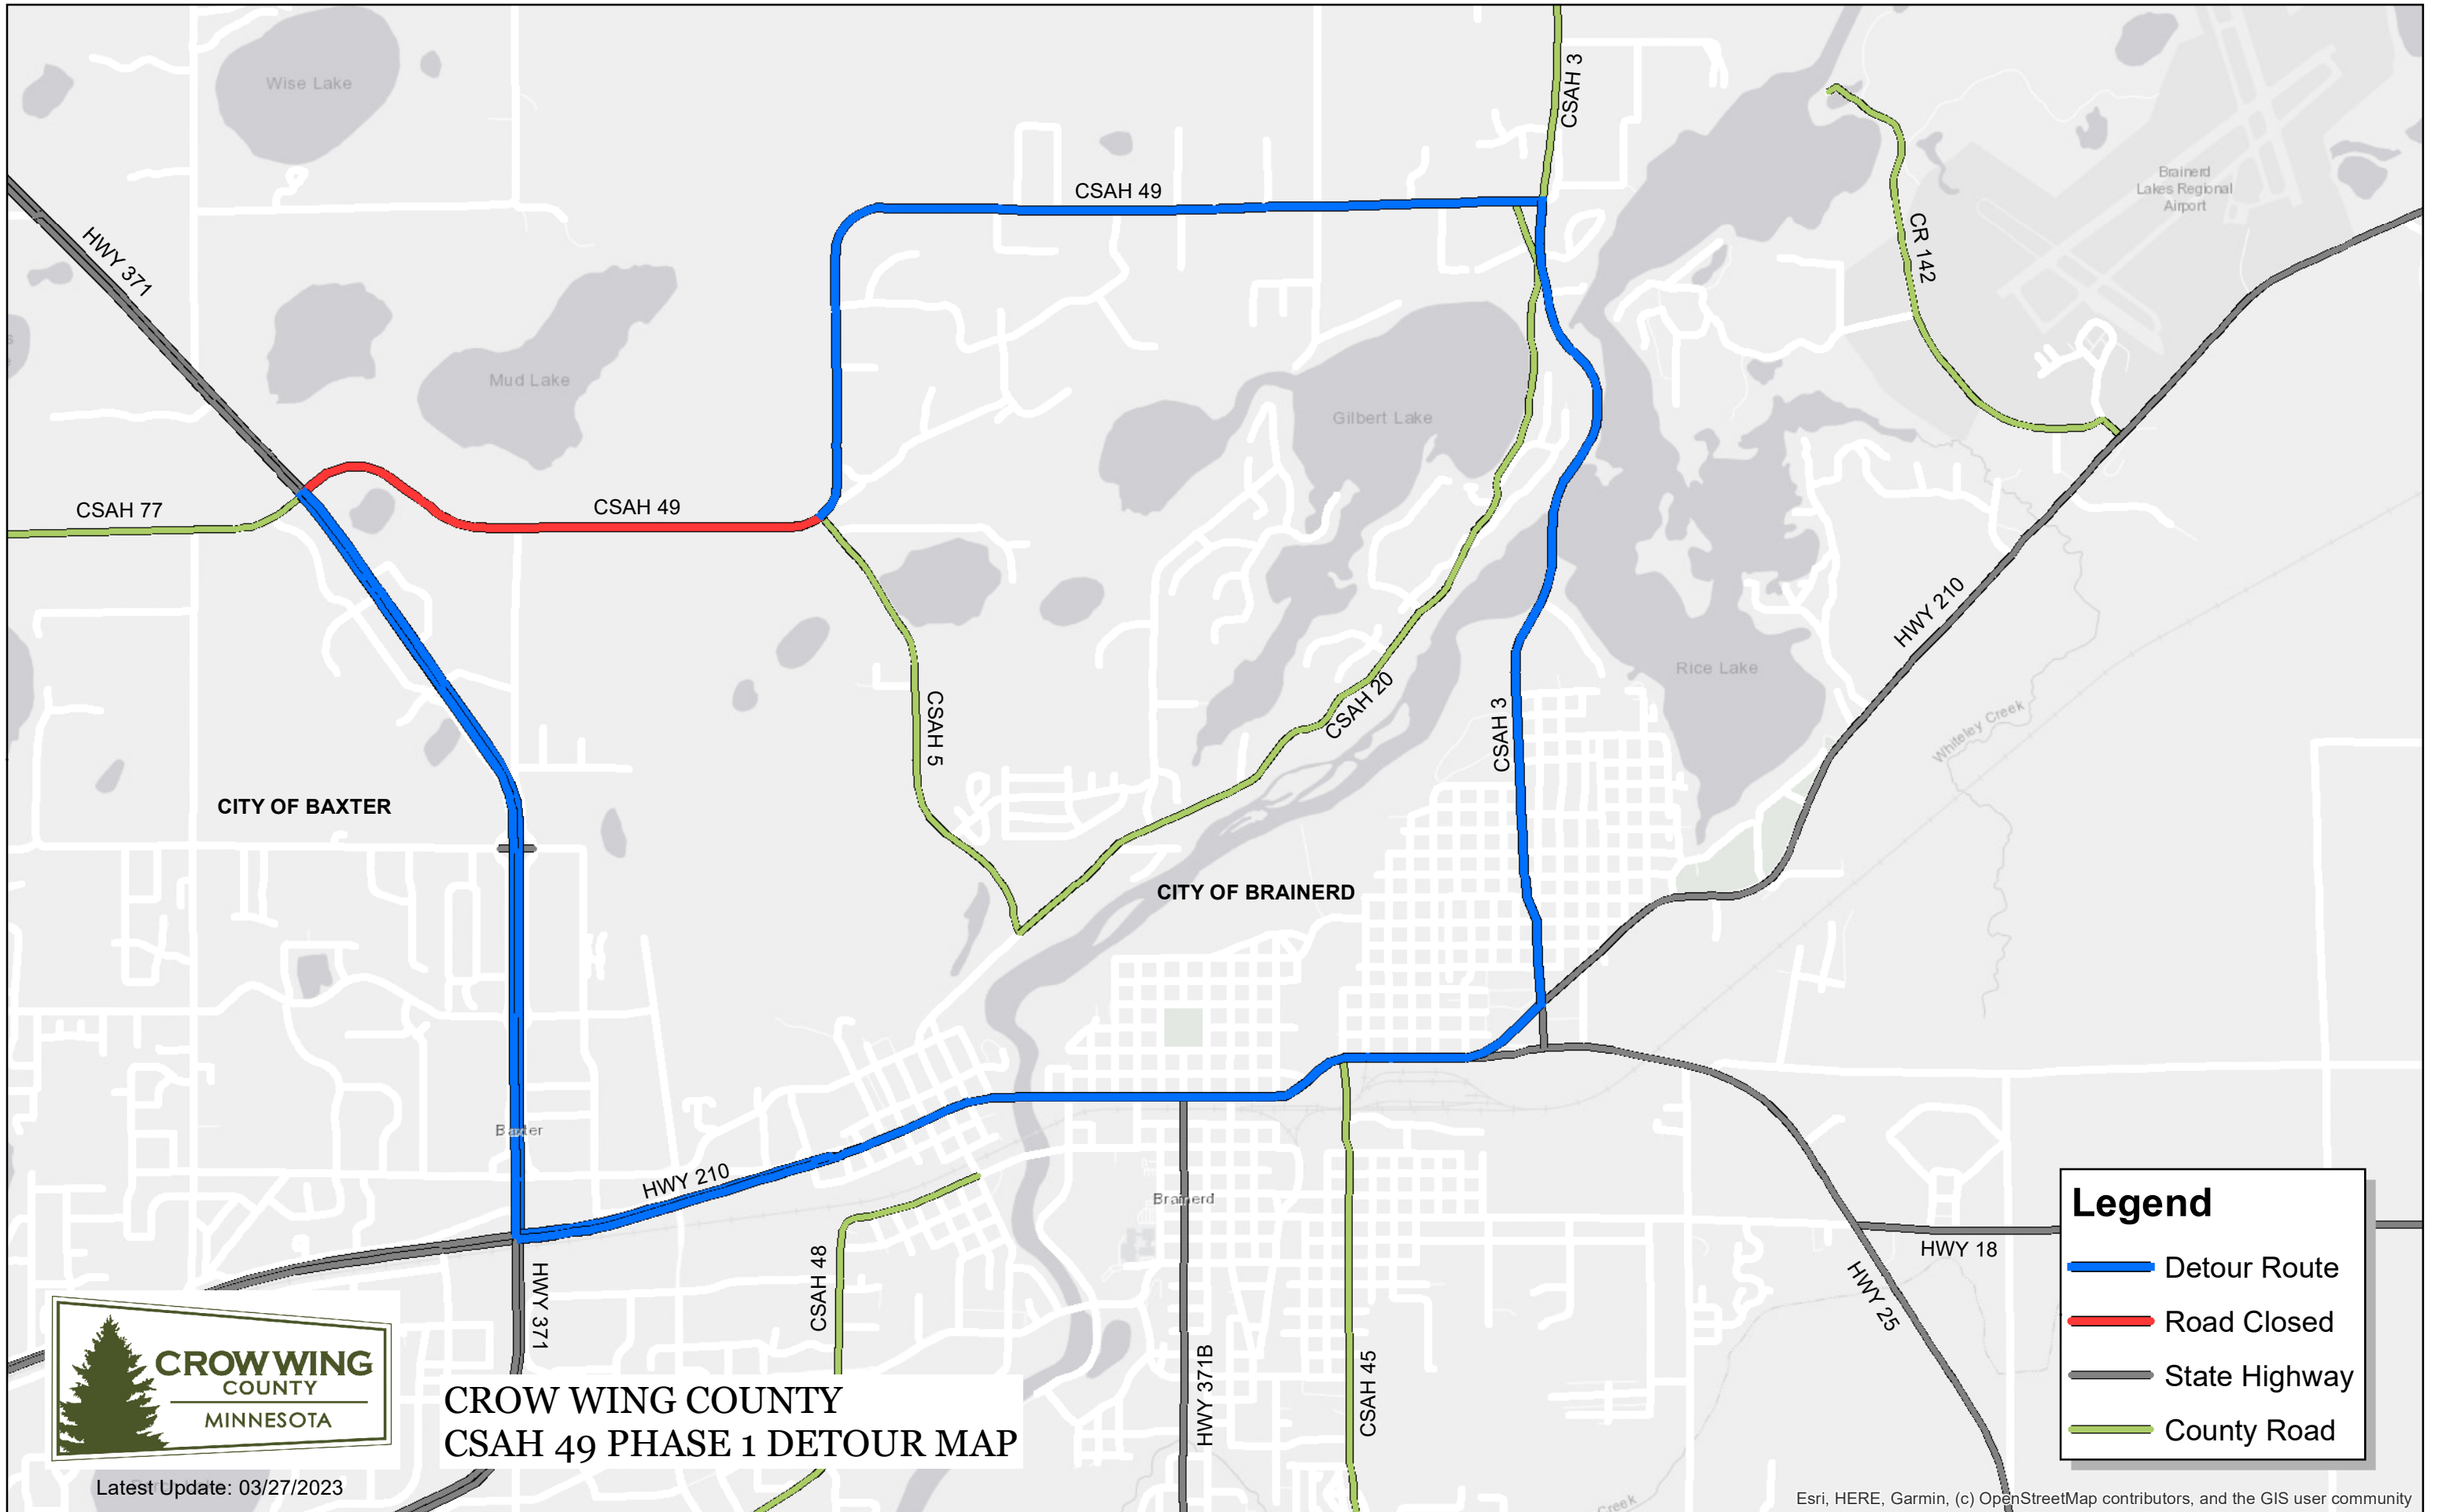 CSAH 3
Wise Lake
Brainerd
Lakes Regional
Airport
CSAH 49
HWY 371
CR 142
Mud Lake
Gilbert Lake
CSAH 77
CSAH 49
HWY 210
Rice Lake
CSAH 5
CSAH 20
CSAH 3
Whiteley Creek
CITY OF BAXTER
CITY OF BRAINERD
Baxter
HWY 210
Brainerd
HWY 371
CSAH 48
HWY 18
HWY 25
HWY 371B
CSAH 45
Legend
Detour Route
Road Closed
State Highway
County Road
CROW WING
COUNTY
MINNESOTA
CROW WING COUNTY
CSAH 49 PHASE 1 DETOUR MAP
Latest Update: 03/27/2023
Creek
Esri, HERE, Garmin, (c) OpenStreetMap contributors, and the GIS user community